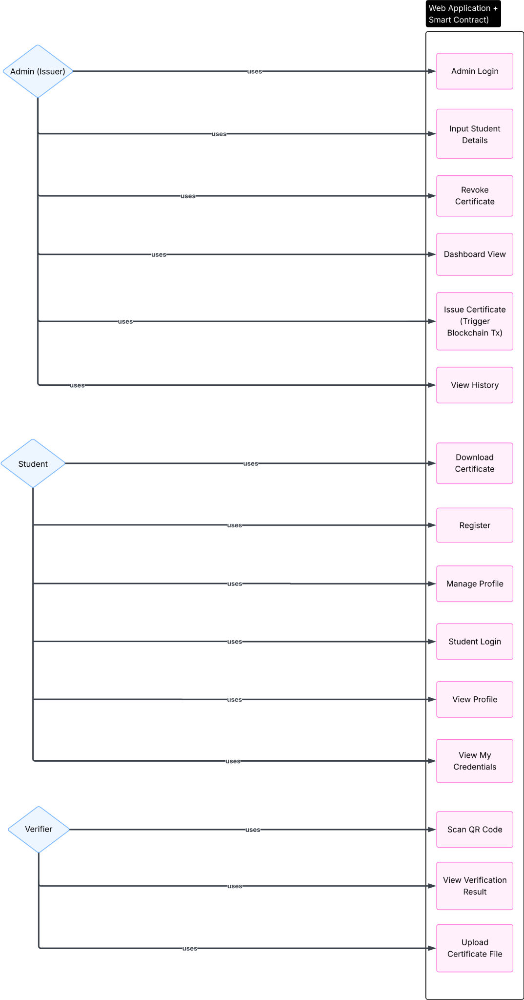 Web Application +
Smart Contract)
Admin (Issuer)
uses
Admin Login
uses
Input Student
Details
uses
Revoke
Certificate
uses
Dashboard View
uses
Issue Certificate
(Trigger
Blockchain Tx)
uses
View History
Student
uses
Download
Certificate
uses
Register
uses
Manage Profile
uses
Student Login
uses
View Profile
uses
View My
Credentials
Verifier
uses
Scan QR Code
uses
View Verification
Result
uses
Upload
Certificate File